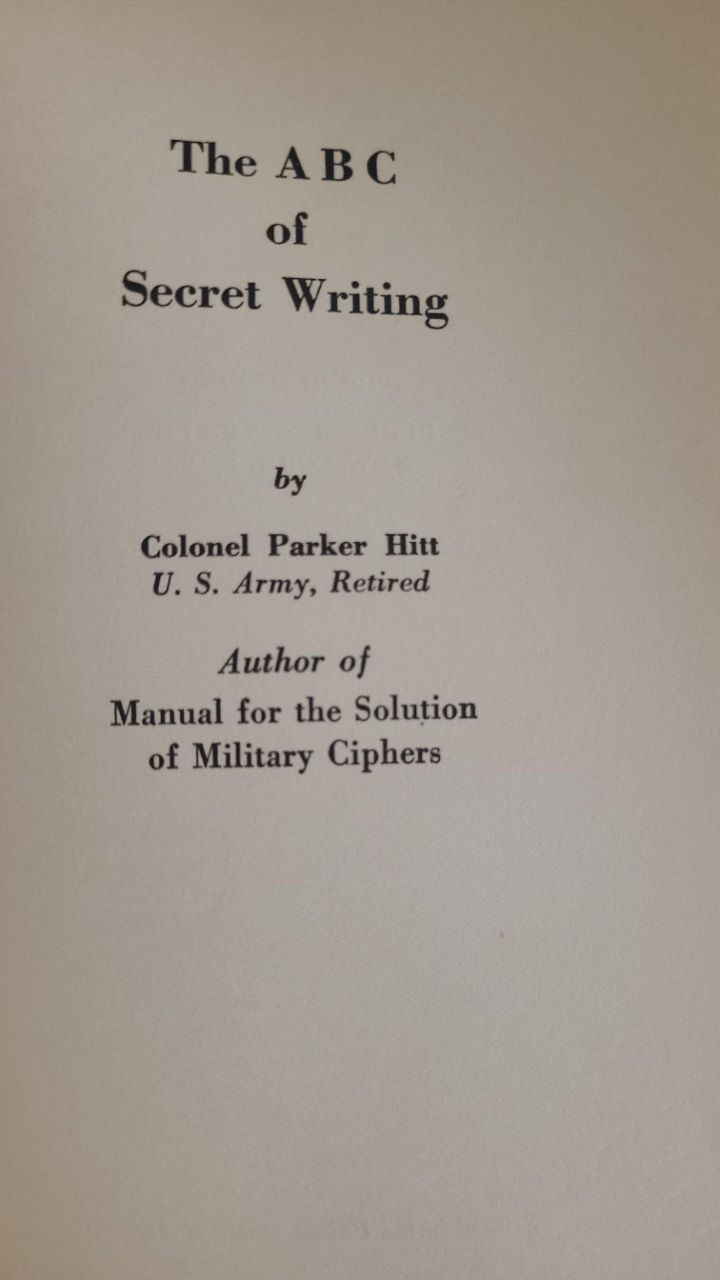 The A B C
of
Secret Writing
by
Colonel Parker Hitt
U. S. Army, Retired
Author of
Manual for the Solution
of Military Ciphers